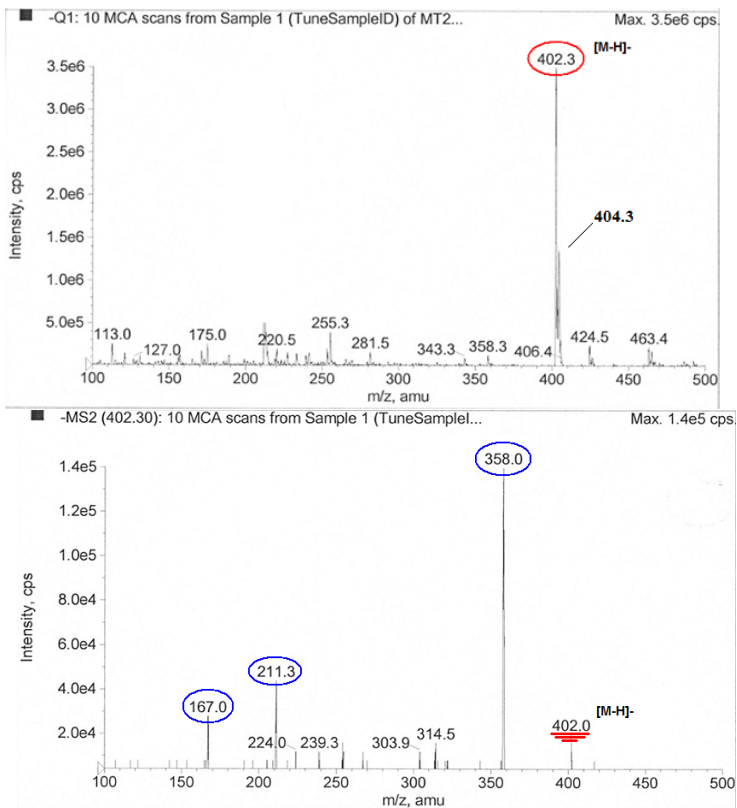 -Q1: 10 MCA scans from Sample 1 (TuneSampleID) of MT2...
Max. 3.5e6 cps.
402.3
[M-H]-
3.5e6
3.0e6
2.5e6
2.0e6
1.5e6
1.0e6
5.0e5
Intensity, cps
404.3
113.0
127.0
175.0
220.5
255.3
281.5
343.3
358.3
406.4
424.5
463.4
100
150
200
250
300
350
400
450
500
m/z, amu
-MS2 (402.30): 10 MCA scans from Sample 1 (TuneSampleI...
Max. 1.4e5 cps.
358.0
1.4e5
1.2e5
1.0e5
8.0e4
6.0e4
4.0e4
2.0e4
Intensity, cps
211.3
167.0
224.0
239.3
303.9
314.5
402.0
[M-H]-
100
150
200
250
300
350
400
450
500
m/z, amu